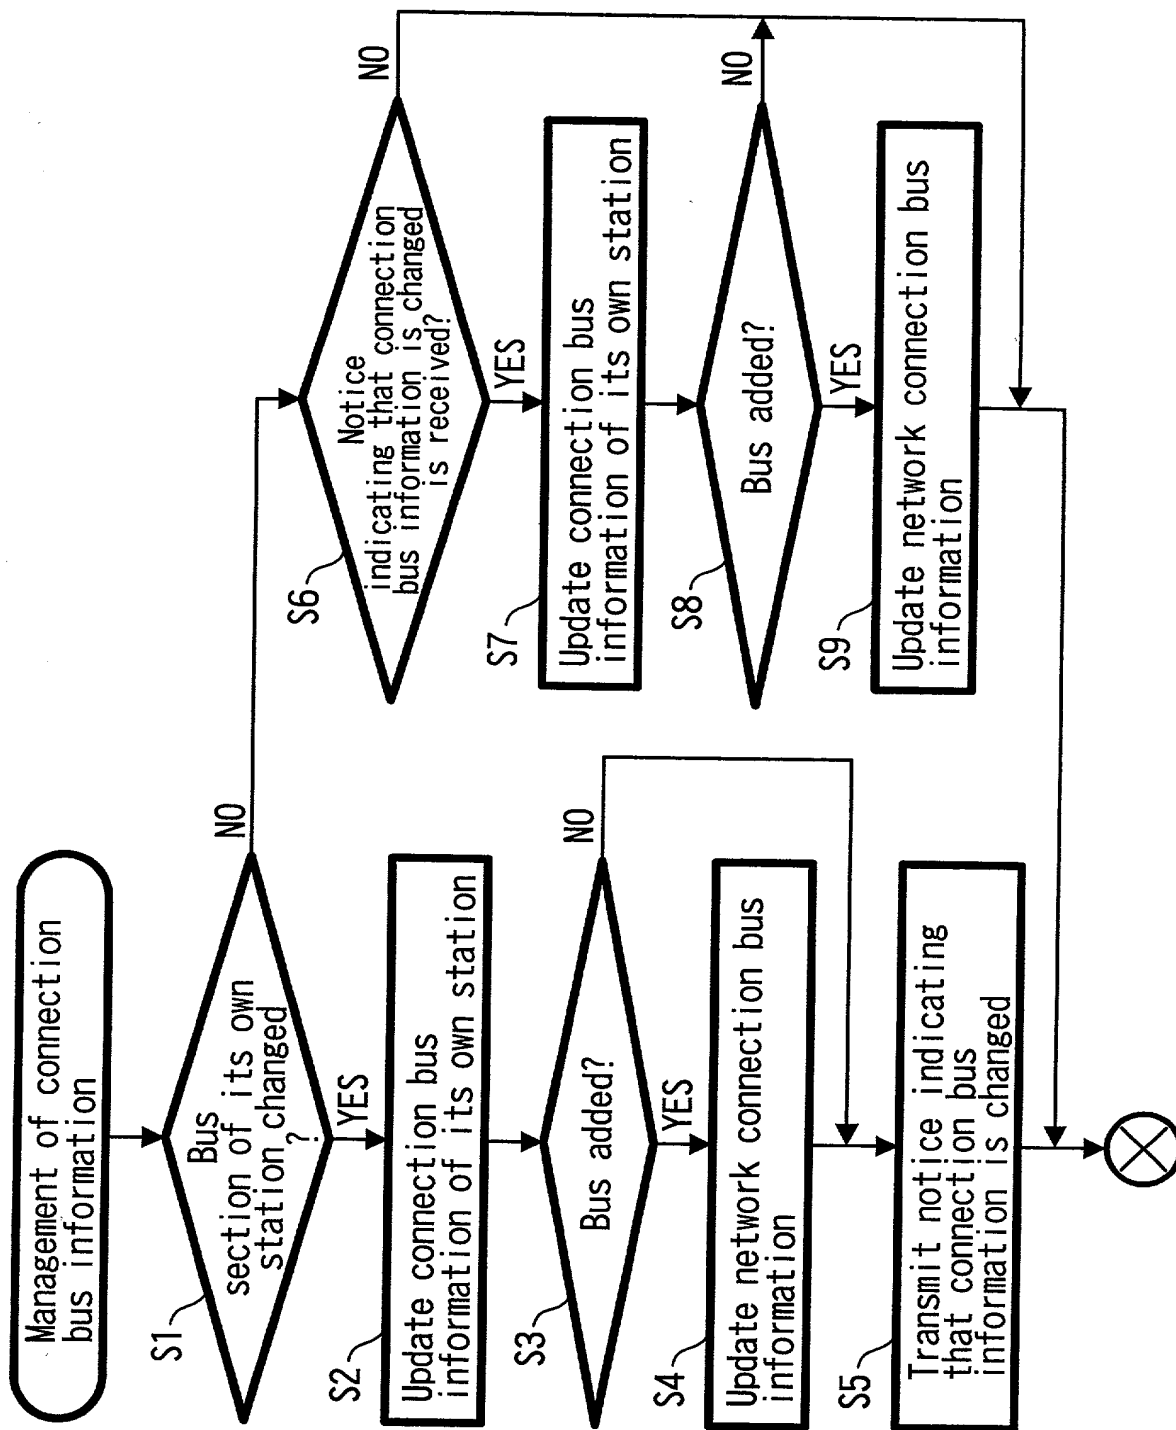 Management of connection
bus information
S1
Bus
section of its own
station changed
?
NO
YES
S2
Update connection bus
information of its own station
S3
Bus added?
NO
YES
S4
Update network connection bus
information
S5
Transmit notice indicating
that connection bus
information is changed
S6
Notice
indicating that connection
bus information is changed
is received?
NO
YES
S7
Update connection bus
information of its own station
S8
Bus added?
NO
YES
S9
Update network connection bus
information